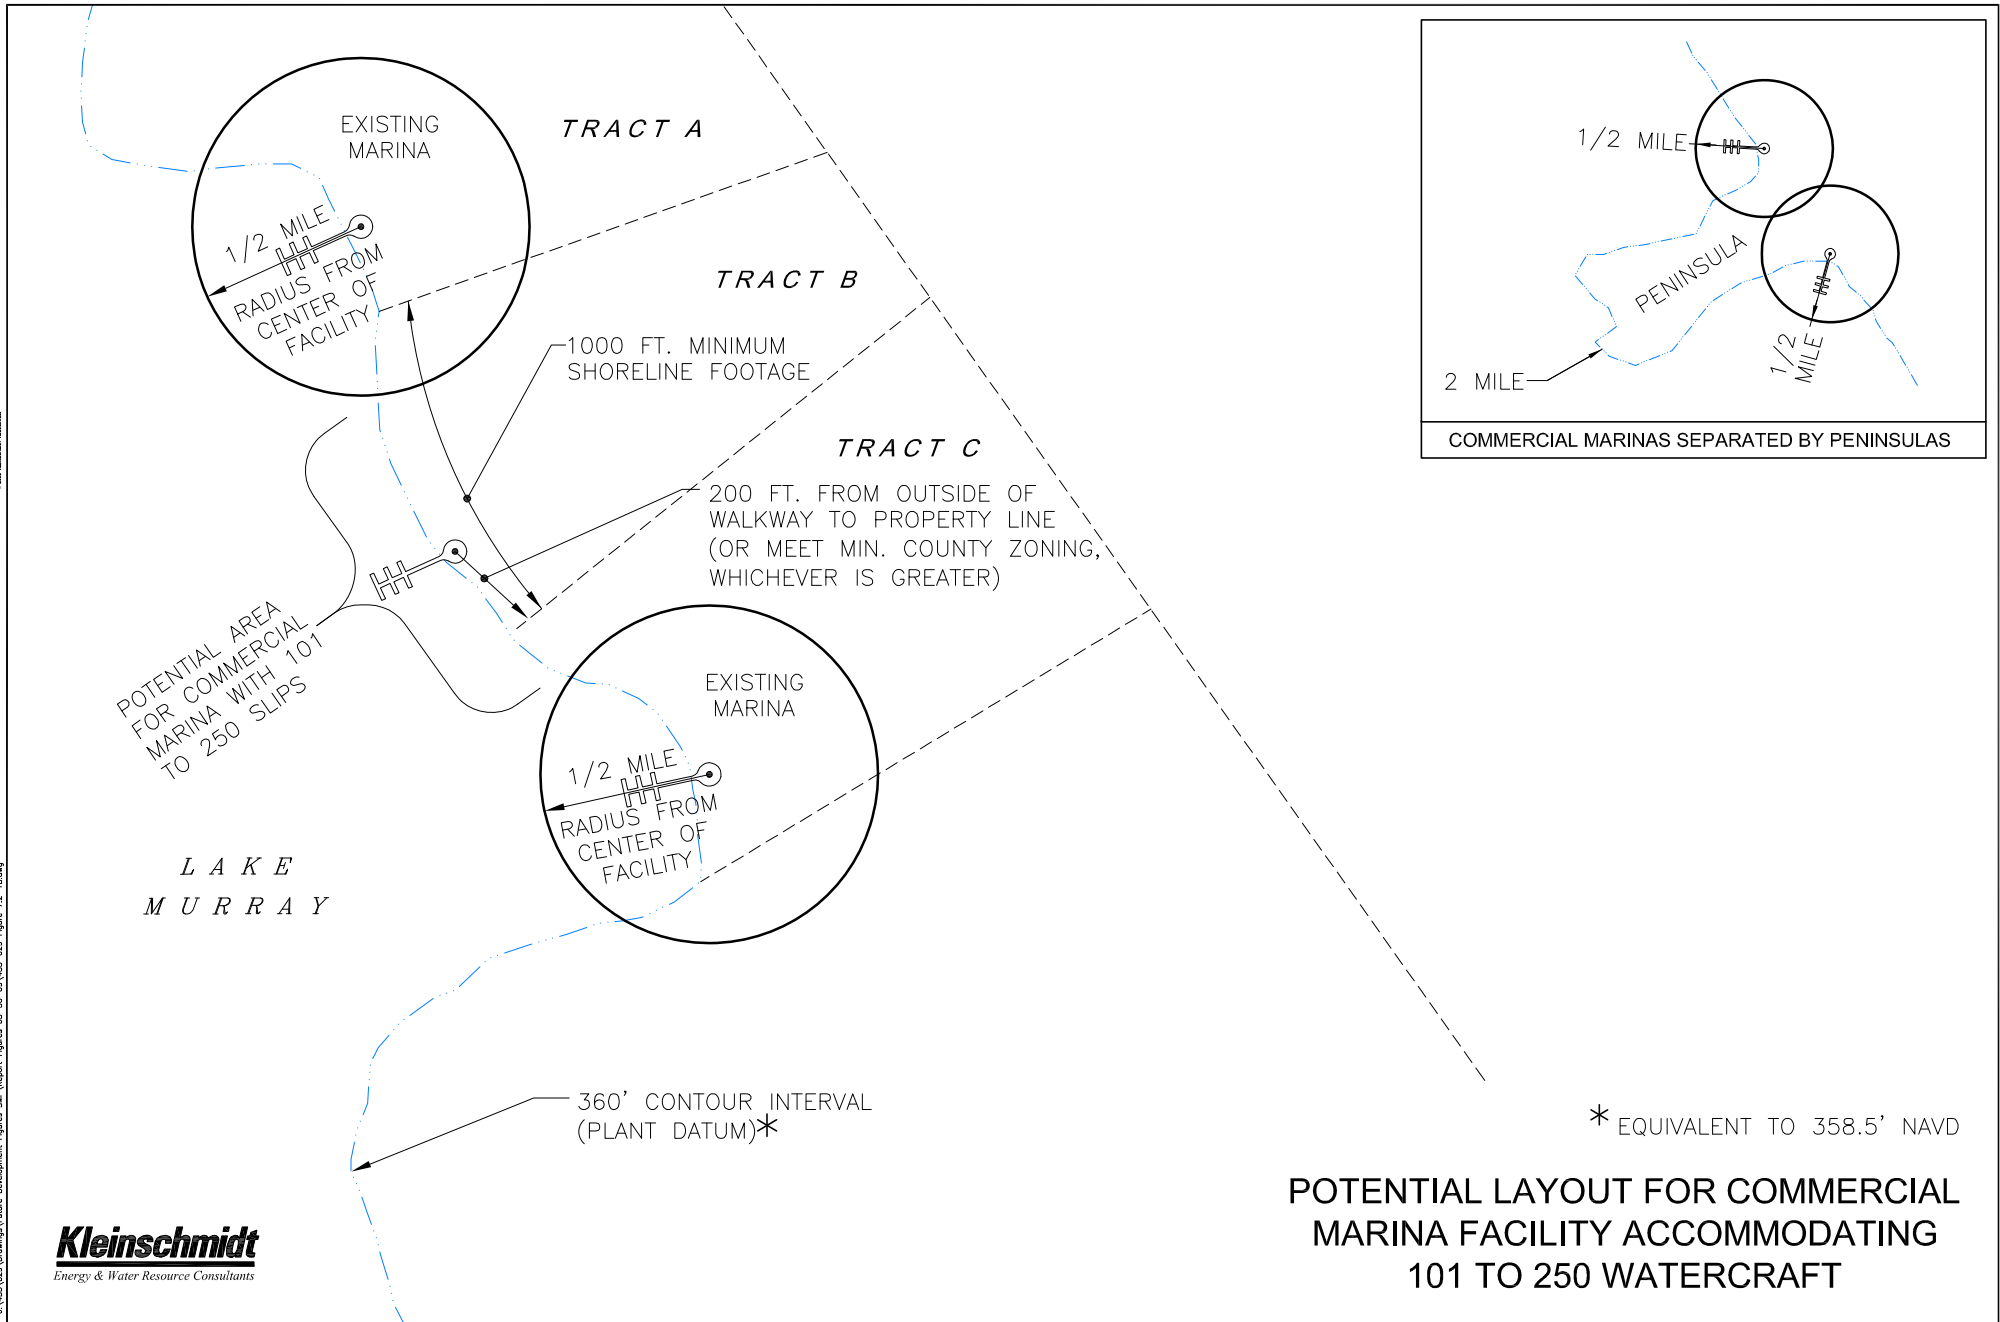 EXISTING
MARINA
TRACT A
1/2 MILE
RADIUS FROM
CENTER OF
FACILITY
TRACT B
1000 FT. MINIMUM
SHORELINE FOOTAGE
TRACT C
200 FT. FROM OUTSIDE OF
WALKWAY TO PROPERTY LINE
(OR MEET MIN. COUNTY ZONING,
WHICHEVER IS GREATER)
POTENTIAL AREA
FOR COMMERCIAL
MARINA WITH 101
TO 250 SLIPS
EXISTING
MARINA
1/2 MILE
RADIUS FROM
CENTER OF
FACILITY
LAKE
MURRAY
360' CONTOUR INTERVAL
(PLANT DATUM)*
1/2 MILE
PENINSULA
1/2
MILE
2 MILE
COMMERCIAL MARINAS SEPARATED BY PENINSULAS
* EQUIVALENT TO 358.5' NAVD
POTENTIAL LAYOUT FOR COMMERCIAL
MARINA FACILITY ACCOMMODATING
101 TO 250 WATERCRAFT
Kleinschmidt
Energy & Water Resource Consultants